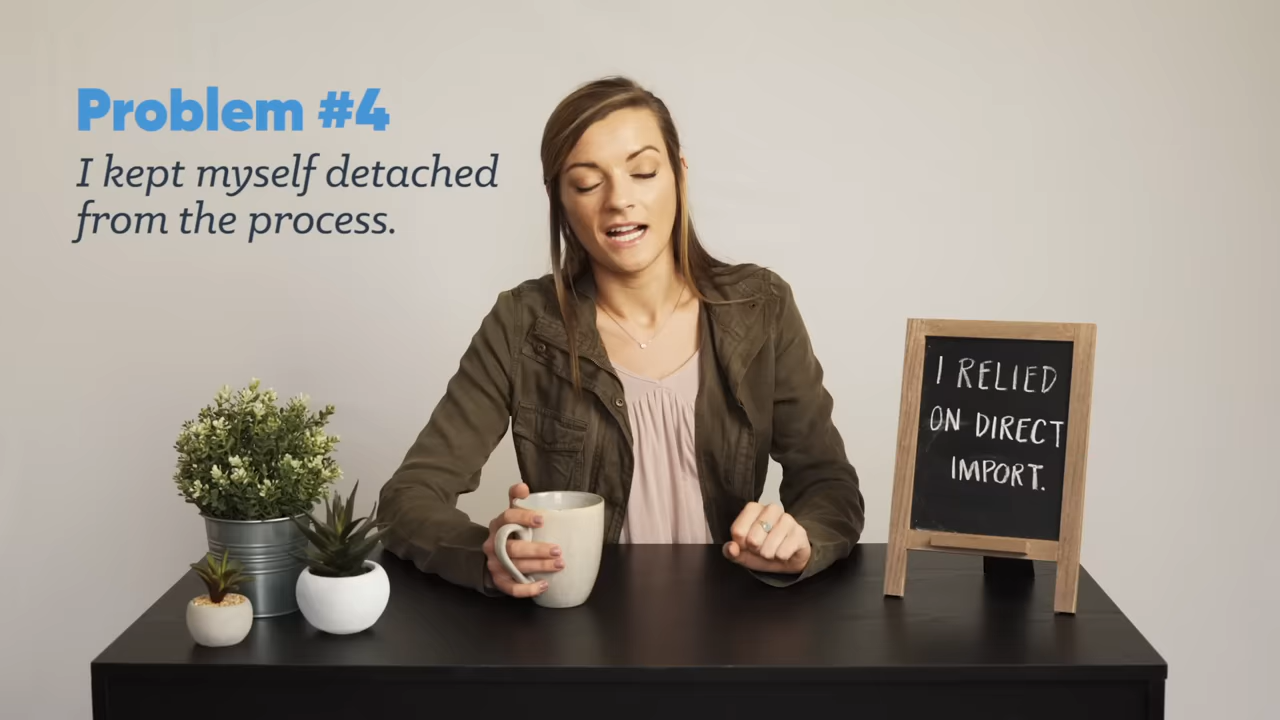 Problem #4
I kept myself detached
from the process.
I RELIED
ON DIRECT
IMPORT.